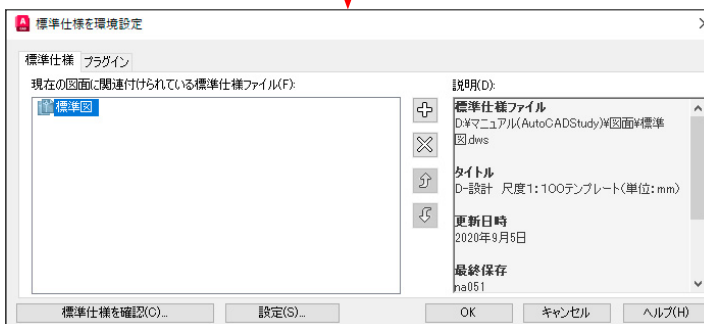 標準仕様を環境設定
標準仕様 プラグイン
現在の図面に関連付けられている標準仕様ファイル(F):
標準図
説明(D):
標準仕様ファイル
D:¥マニュアル(AutoCADStudy)¥図面¥標準
図.dws
タイトル
D-設計 尺度1:100テンプレート(単位:mm)
更新日時
2020年9月5日
最終保存
na051
標準仕様を確認(C)... 設定(S)... OK キャンセル ヘルプ(H)